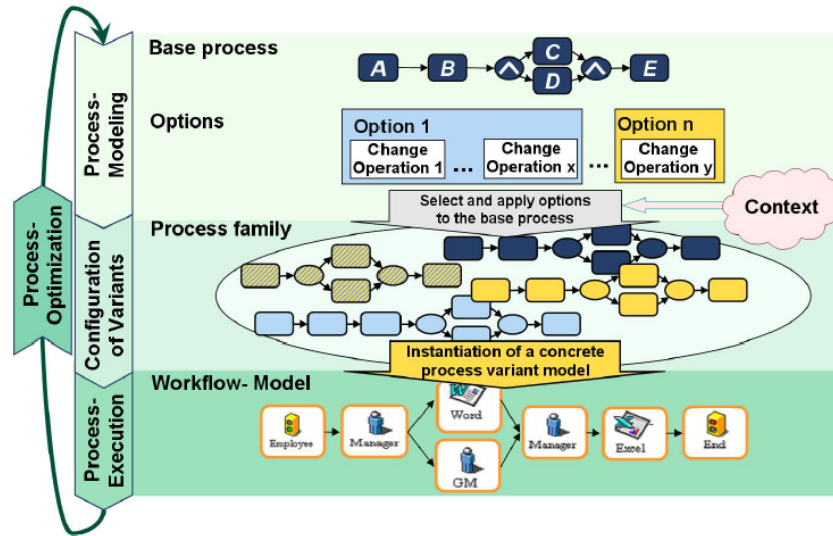 Base process
A
B
C
D
E
Process-
Modeling
Options
Option 1
Change
Operation 1
...
Change
Operation x
...
Option n
Change
Operation y
Select and apply options
to the base process
Context
Process-
Optimization
Process family
Configuration
of Variants
Instantiation of a concrete
process variant model
Workflow- Model
Process-
Execution
Employee
Manager
Word
GM
Manager
Excel
End